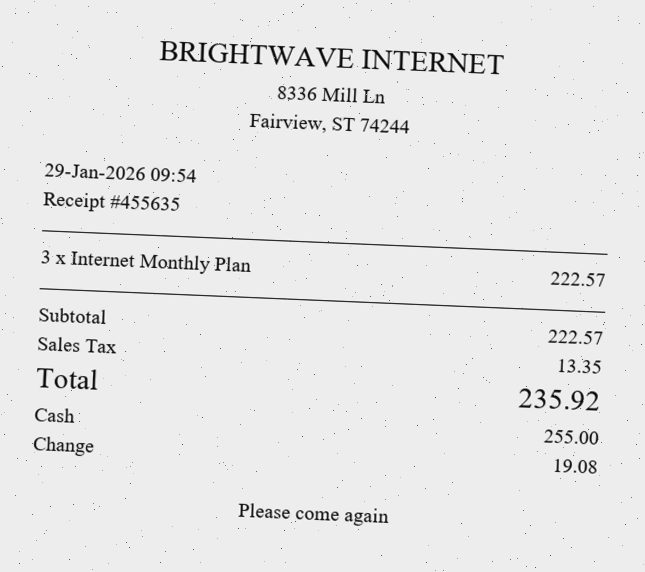 BRIGHTWAVE INTERNET
8336 Mill Ln
Fairview, ST 74244
29-Jan-2026 09:54
Receipt #455635
3 x Internet Monthly Plan 222.57
Subtotal 222.57
Sales Tax 13.35
Total 235.92
Cash 255.00
Change 19.08
Please come again